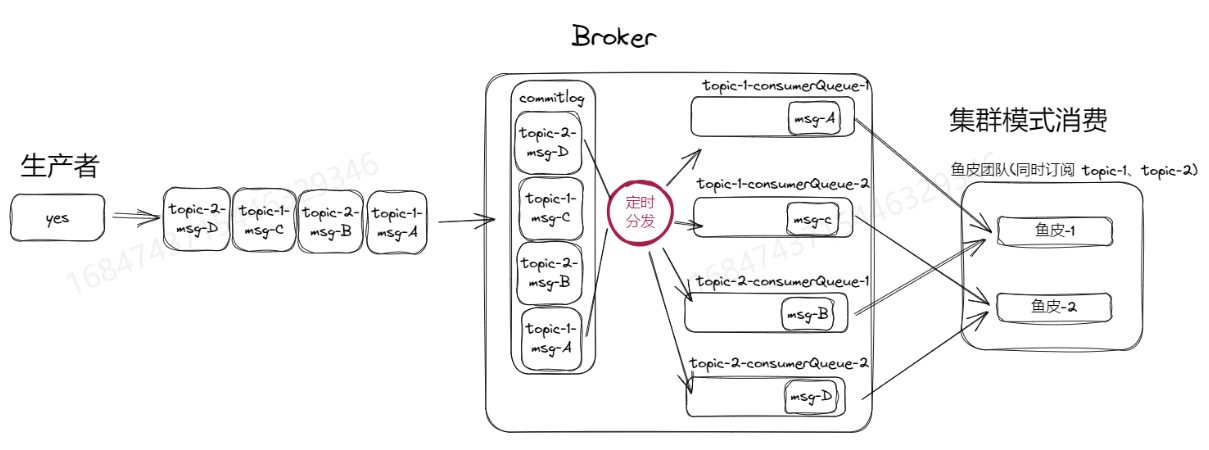 Broker
生产者
yes
topic-2-
msg-D
topic-1-
msg-C
topic-2-
msg-B
topic-1-
msg-A
commitlog
topic-2-
msg-D
topic-1-
msg-C
topic-2-
msg-B
topic-1-
msg-A
定时
分发
topic-1-consumerQueue-1
msg-A
topic-1-consumerQueue-2
msg-c
topic-2-consumerQueue-1
msg-B
topic-2-consumerQueue-2
msg-D
集群模式消费
鱼皮团队(同时订阅 topic-1、topic-2)
鱼皮-1
鱼皮-2